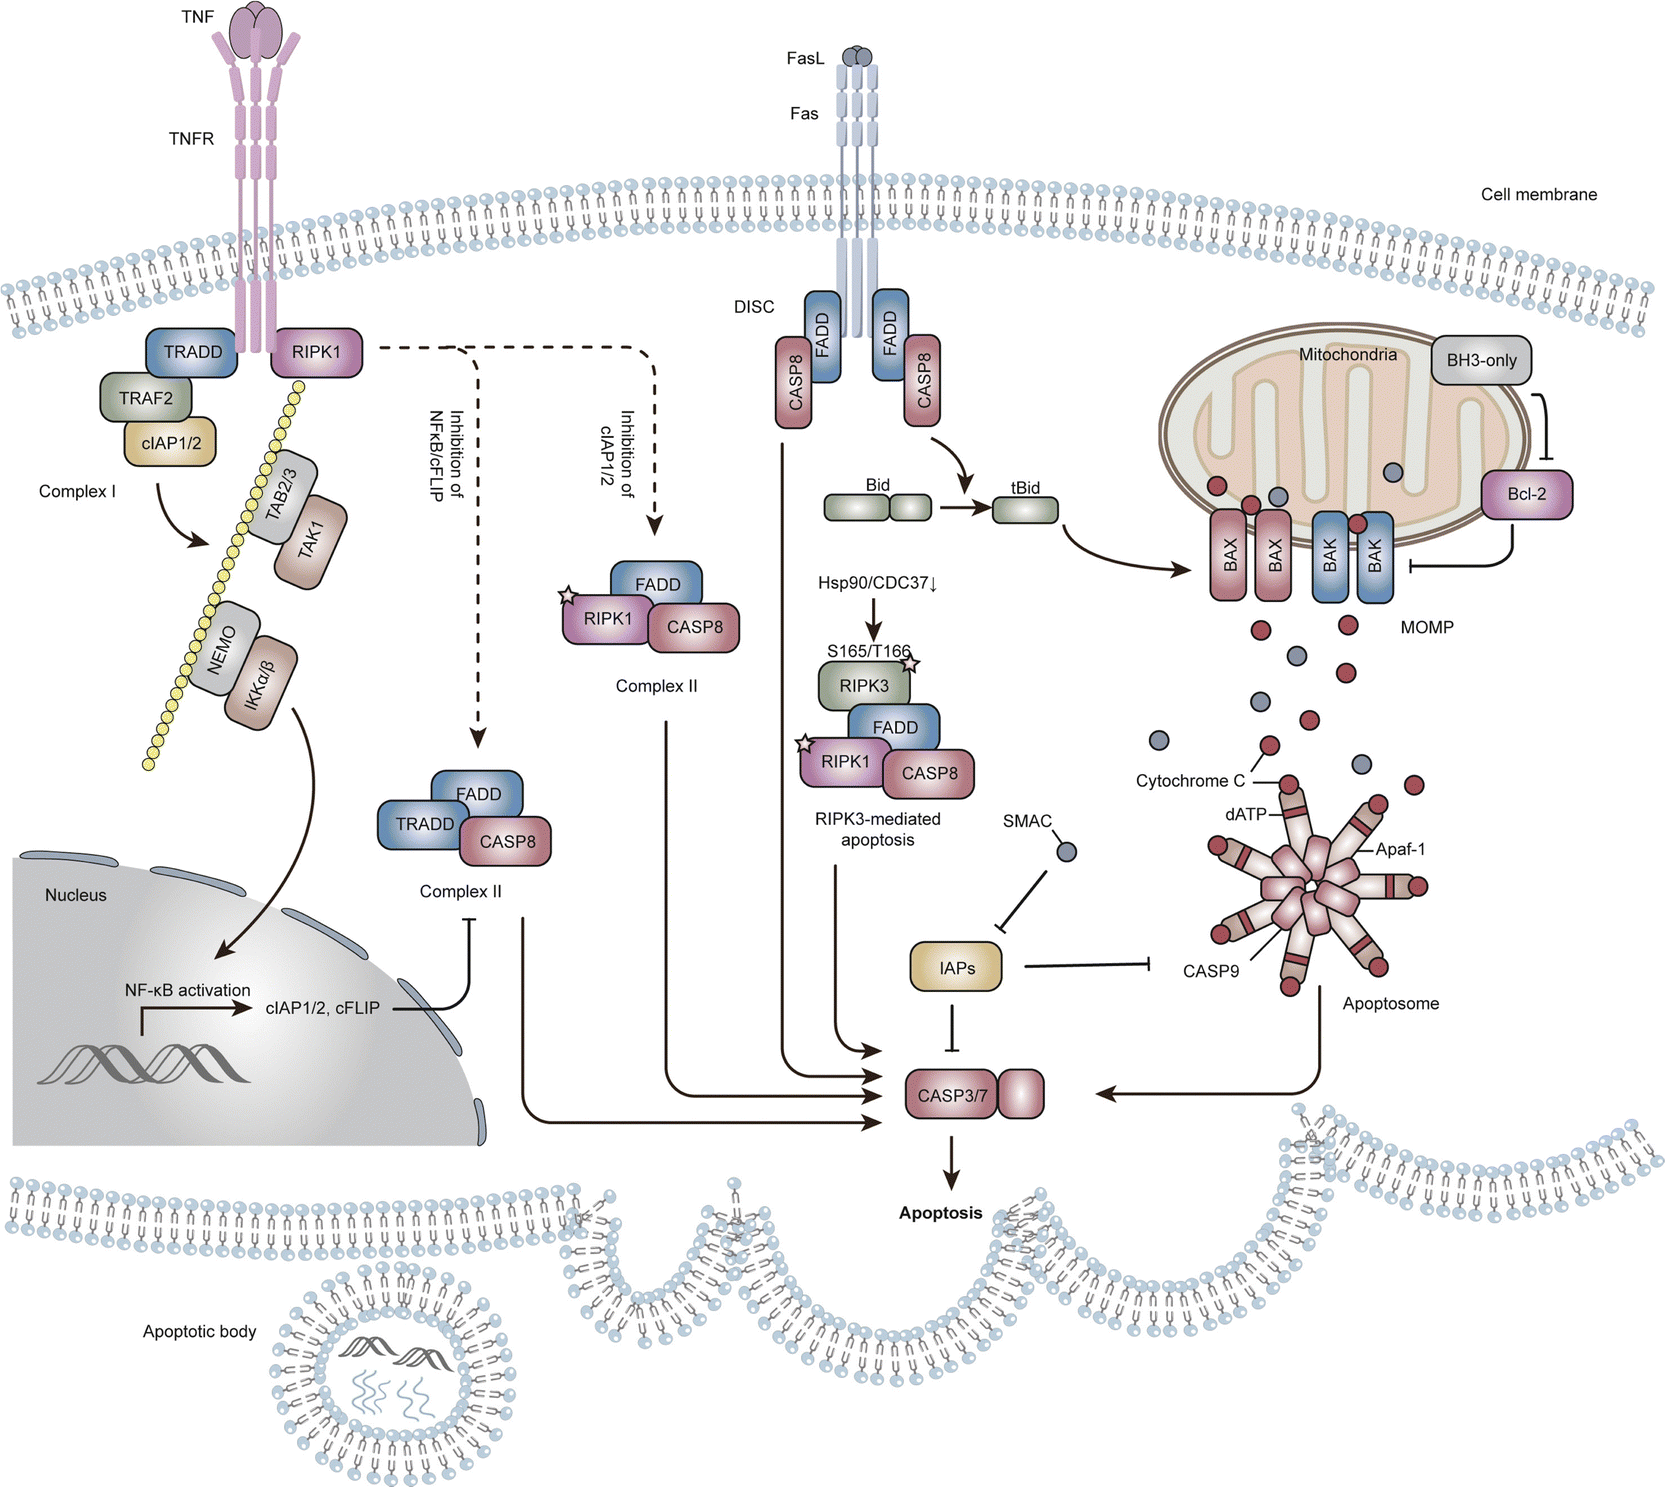 TNF
TNFR
FasL
Fas
Cell membrane
DISC
FADD
FADD
CASP8
CASP8
TRADD
RIPK1
TRAF2
cIAP1/2
Complex I
TAB2/3
TAK1
NEMO
IKKα/β
Inhibition of
NFκB/cFLIP
Inhibition of
cIAP1/2
Mitochondria
BH3-only
Bcl-2
BAX
BAX
BAK
BAK
MOMP
Bid
tBid
FADD
RIPK1
CASP8
Complex II
Hsp90/CDC37↓
S165/T166
RIPK3
FADD
RIPK1
CASP8
RIPK3-mediated
apoptosis
FADD
TRADD
CASP8
Complex II
Cytochrome C
dATP
Apaf-1
CASP9
Apoptosome
SMAC
IAPs
CASP3/7
Apoptosis
Nucleus
NF-κB activation
cIAP1/2, cFLIP
Apoptotic body